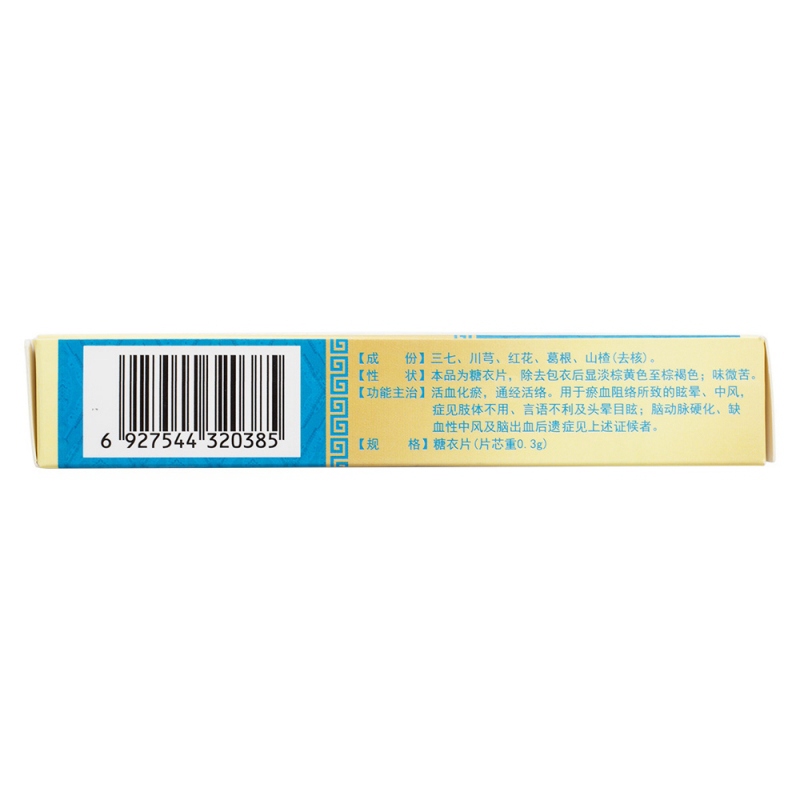 【成 份】三七、川芎、红花、葛根、山楂(去核)。
【性 状】本品为糖衣片，除去包衣后显淡棕黄色至棕褐色；味微苦。
【功能主治】活血化瘀，通经活络。用于瘀血阻络所致的眩晕、中风，
症见肢体不用、言语不利及头晕目眩；脑动脉硬化、缺
血性中风及脑出血后遗症见上述证候者。
【规 格】糖衣片(片芯重0.3g)
6 927544 320385